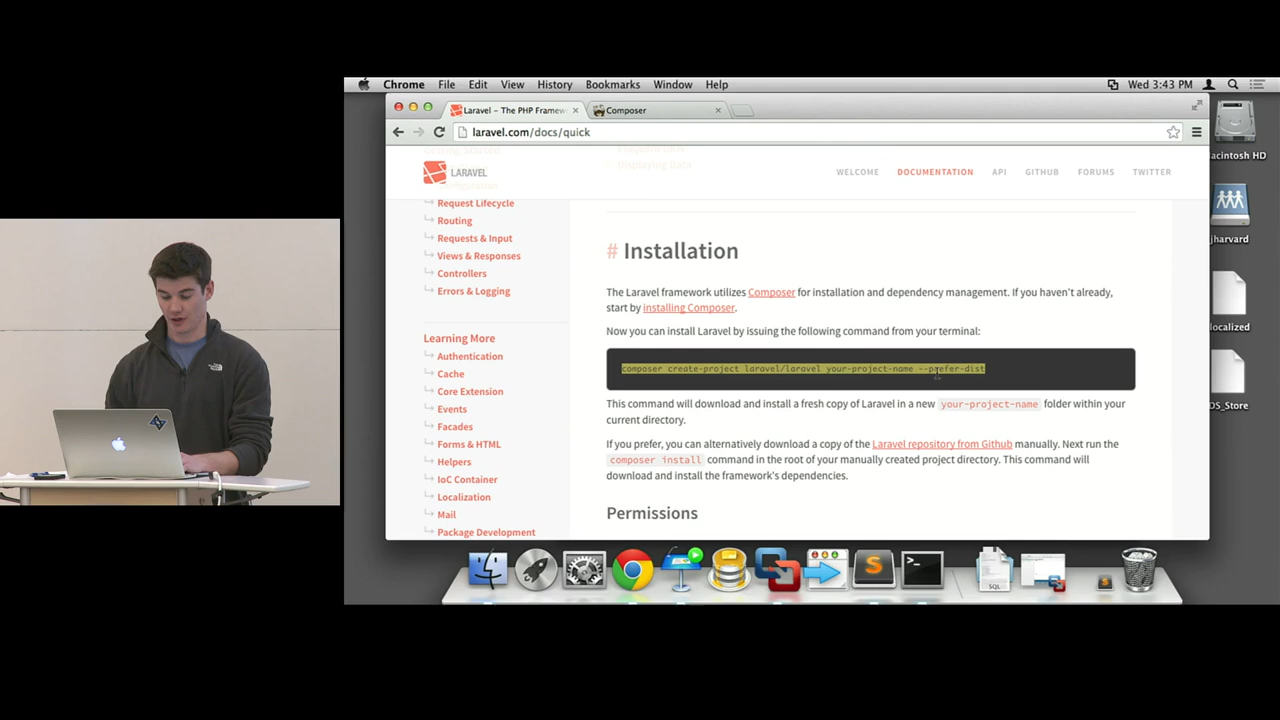 Chrome File Edit View History Bookmarks Window Help
Wed 3:43 PM
Laravel – The PHP Framew
Composer
laravel.com/docs/quick
Displaying Data
LARAVEL
WELCOME DOCUMENTATION API GITHUB FORUMS TWITTER
Request Lifecycle
Routing
Requests & Input
Views & Responses
Controllers
Errors & Logging
Learning More
Authentication
Cache
Core Extension
Events
Facades
Forms & HTML
Helpers
IoC Container
Localization
Mail
Package Development
# Installation
The Laravel framework utilizes Composer for installation and dependency management. If you haven't already,
start by installing Composer.
Now you can install Laravel by issuing the following command from your terminal:
composer create-project laravel/laravel your-project-name --prefer-dist
This command will download and install a fresh copy of Laravel in a new your-project-name folder within your
current directory.
If you prefer, you can alternatively download a copy of the Laravel repository from Github manually. Next run the
composer install command in the root of your manually created project directory. This command will
download and install the framework's dependencies.
Permissions
acintosh HD
jharvard
localized
DS_Store
SQL